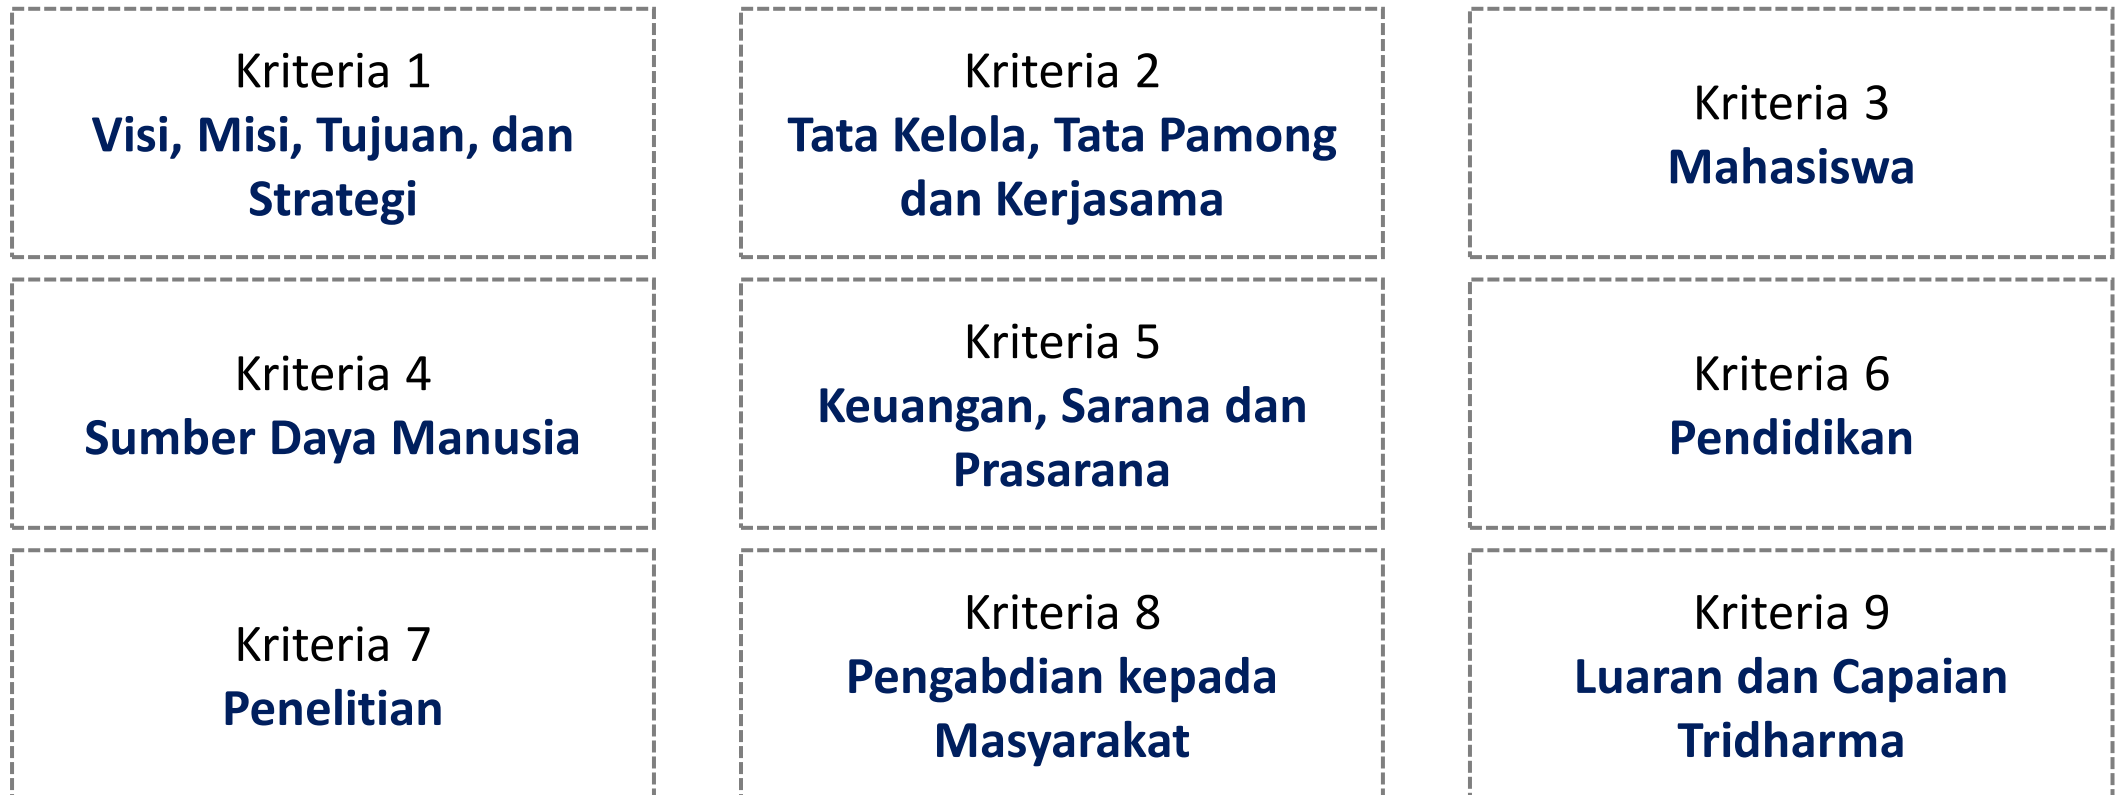 Kriteria 1
Visi, Misi, Tujuan, dan
Strategi
Kriteria 2
Tata Kelola, Tata Pamong
dan Kerjasama
Kriteria 3
Mahasiswa
Kriteria 4
Sumber Daya Manusia
Kriteria 5
Keuangan, Sarana dan
Prasarana
Kriteria 6
Pendidikan
Kriteria 7
Penelitian
Kriteria 8
Pengabdian kepada
Masyarakat
Kriteria 9
Luaran dan Capaian
Tridharma